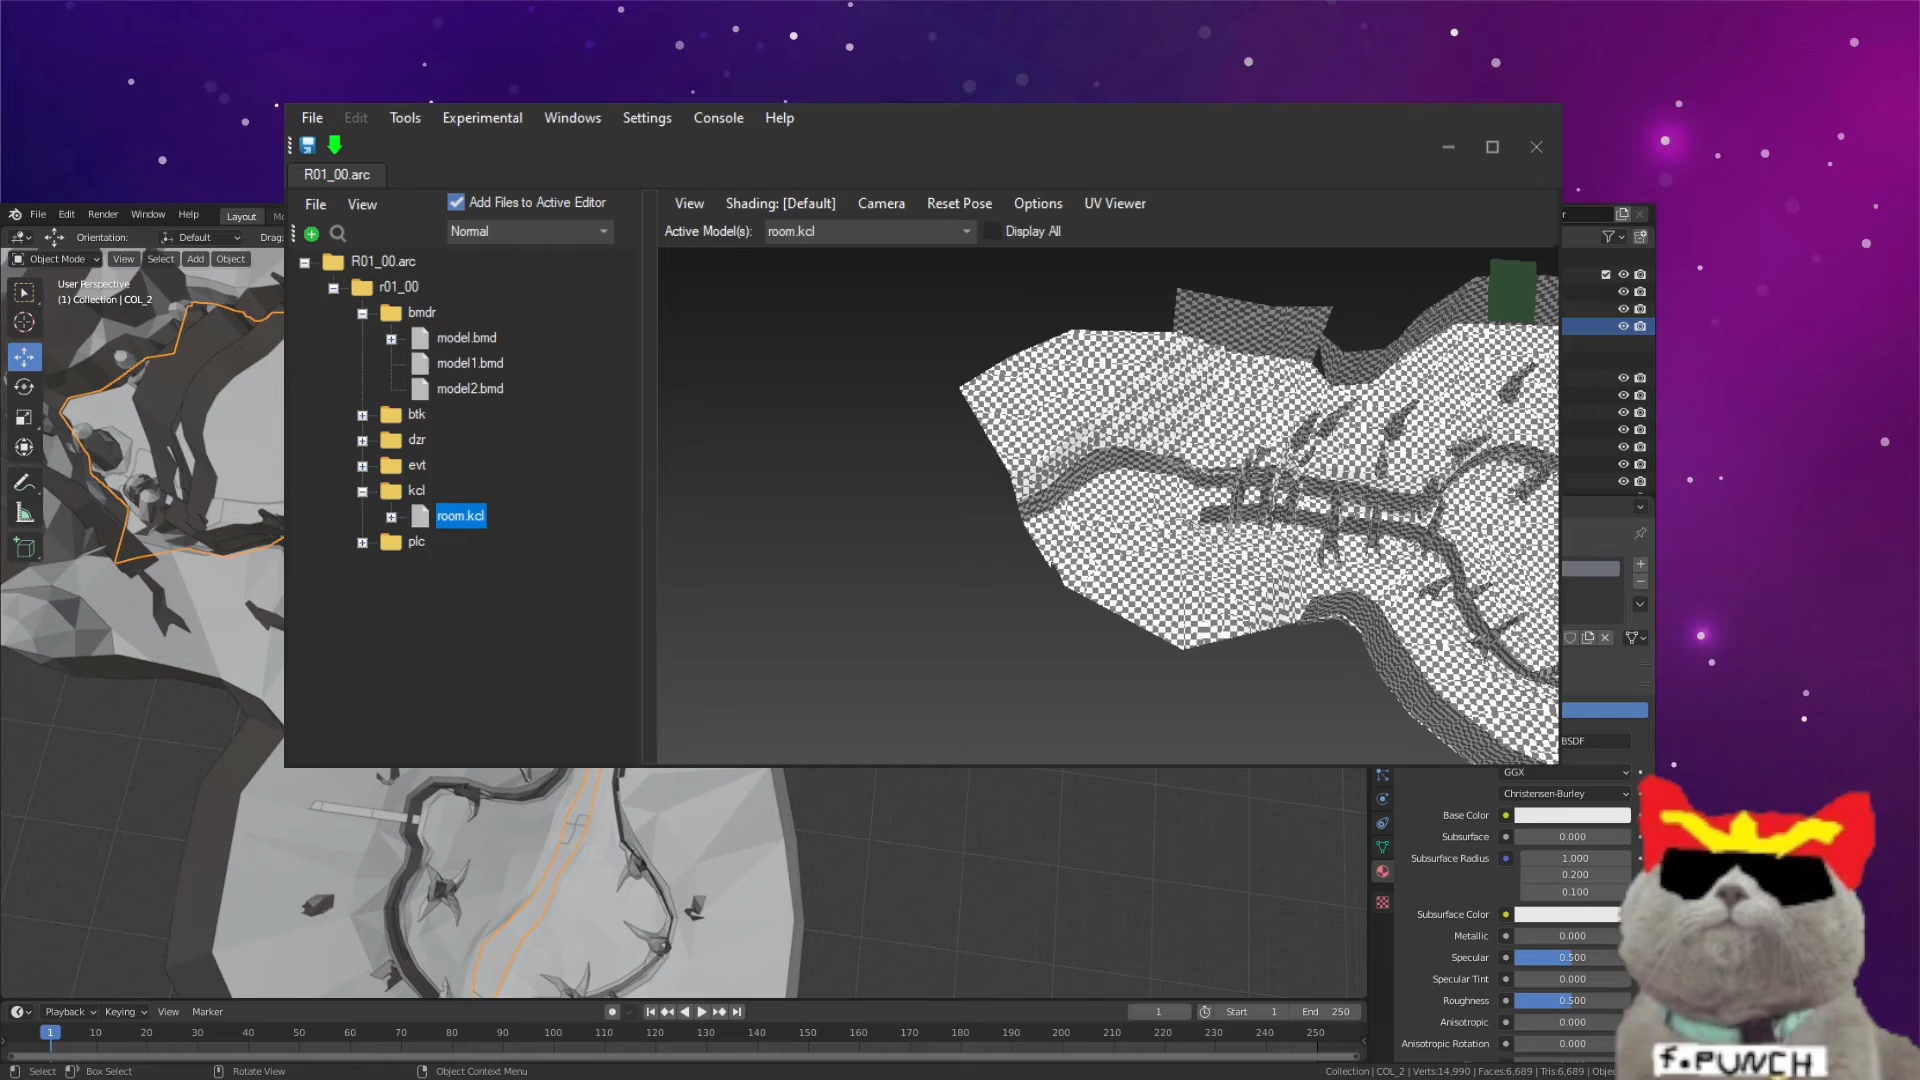 File Edit Tools Experimental Windows Settings Console Help
R01_00.arc
File View Add Files to Active Editor
Normal
R01_00.arc
r01_00
bmdr
model.bmd
model1.bmd
model2.bmd
btk
dzr
evt
kcl
room.kcl
plc
View Shading: [Default] Camera Reset Pose Options UV Viewer
Active Model(s): room.kcl Display All
File Edit Render Window Help Layout
Orientation: Default Drag:
Object Mode View Select Add Object
User Perspective
(1) Collection | COL_2
BSDF
GGX
Christensen-Burley
Base Color
Subsurface 0.000
Subsurface Radius 1.000
0.200
0.100
Subsurface Color
Metallic 0.000
Specular 0.500
Specular Tint 0.000
Roughness 0.500
Anisotropic 0.000
Anisotropic Rotation 0.000
Playback Keying View Marker 1 Start 1 End 250
1 10 20 30 40 50 60 70 80 90 100 110 120 130 140 150 160 170 180 190 200 210 220 230 240 250
Select Box Select Rotate View Object Context Menu
Collection | COL_2 | Verts:14,990 | Faces:6,689 | Tris:6,689 | Objec
f.PUNCH